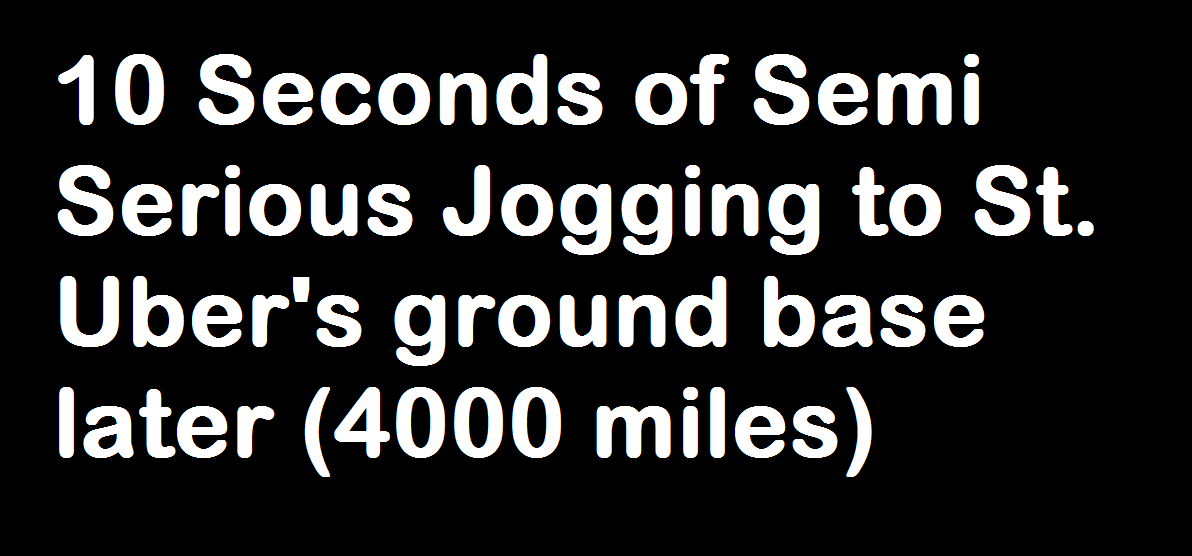 10 Seconds of Semi
Serious Jogging to St.
Uber's ground base
later (4000 miles)